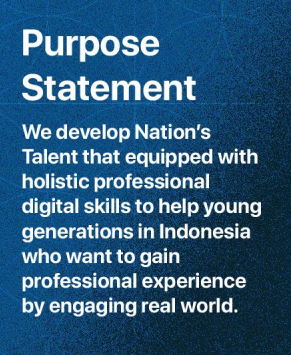 Purpose
Statement
We develop Nation's
Talent that equipped with
holistic professional
digital skills to help young
generations in Indonesia
who want to gain
professional experience
by engaging real world.